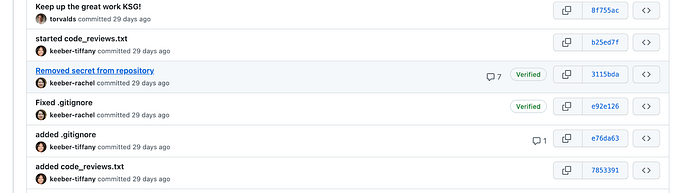 Keep up the great work KSG!
torvalds committed 29 days ago
8f755ac
started code_reviews.txt
keeber-tiffany committed 29 days ago
b25ed7f
Removed secret from repository
keeber-rachel committed 29 days ago
7
Verified
3115bda
Fixed .gitignore
keeber-rachel committed 29 days ago
Verified
e92e126
added .gitignore
keeber-tiffany committed 29 days ago
1
e76da63
added code_reviews.txt
keeber-tiffany committed 29 days ago
7853391